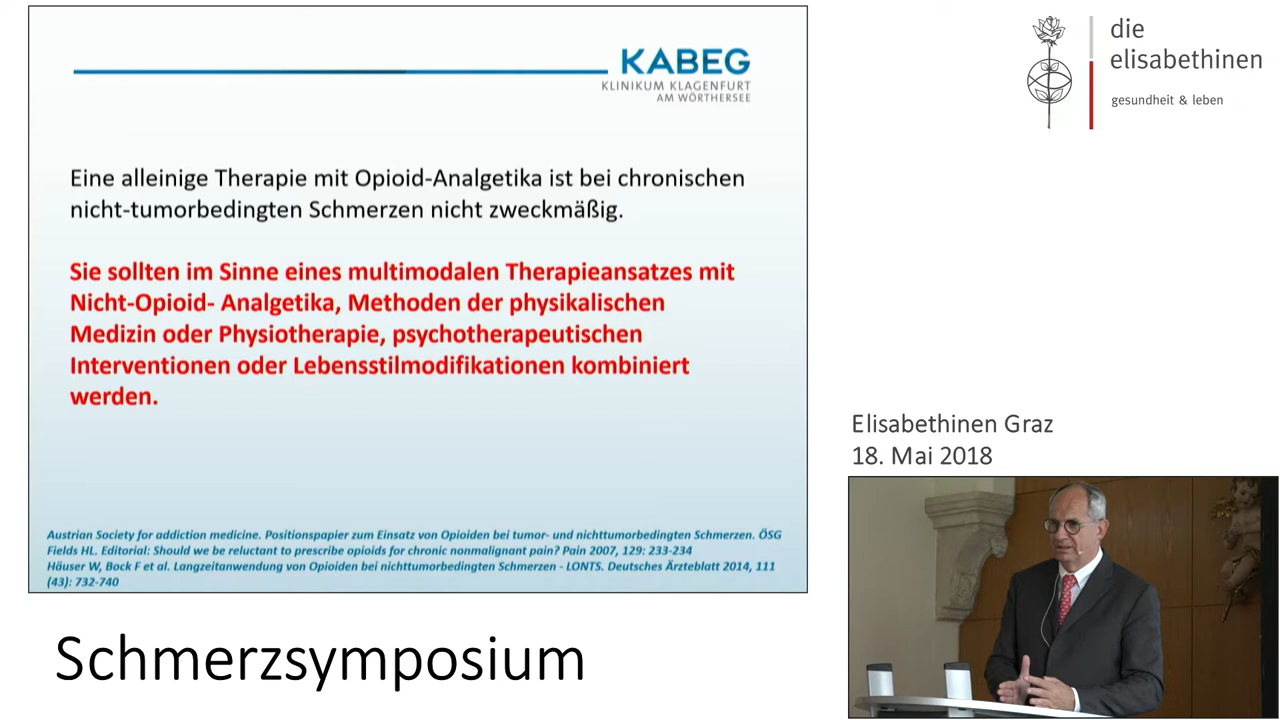 KABEG
KLINIKUM KLAGENFURT
AM WÖRTHERSEE
Eine alleinige Therapie mit Opioid-Analgetika ist bei chronischen
nicht-tumorbedingten Schmerzen nicht zweckmäßig.
Sie sollten im Sinne eines multimodalen Therapieansatzes mit
Nicht-Opioid- Analgetika, Methoden der physikalischen
Medizin oder Physiotherapie, psychotherapeutischen
Interventionen oder Lebensstilmodifikationen kombiniert
werden.
Austrian Society for addiction medicine. Positionspapier zum Einsatz von Opioiden bei tumor- und nichttumorbedingten Schmerzen. ÖSG
Fields HL. Editorial: Should we be reluctant to prescribe opioids for chronic nonmalignant pain? Pain 2007, 129: 233-234
Häuser W, Bock F et al. Langzeitanwendung von Opioiden bei nichttumorbedingten Schmerzen - LONTS. Deutsches Ärzteblatt 2014, 111
(43): 732-740
die
elisabethinen
gesundheit & leben
Elisabethinen Graz
18. Mai 2018
Schmerzsymposium